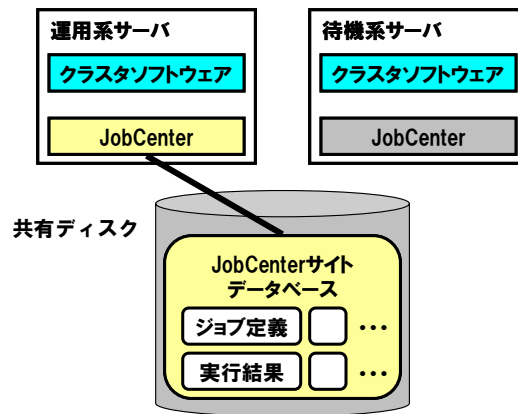 運用系サーバ
クラスタソフトウェア
JobCenter
待機系サーバ
クラスタソフトウェア
JobCenter
共有ディスク
JobCenterサイト
データベース
ジョブ定義 ･･･
実行結果 ･･･